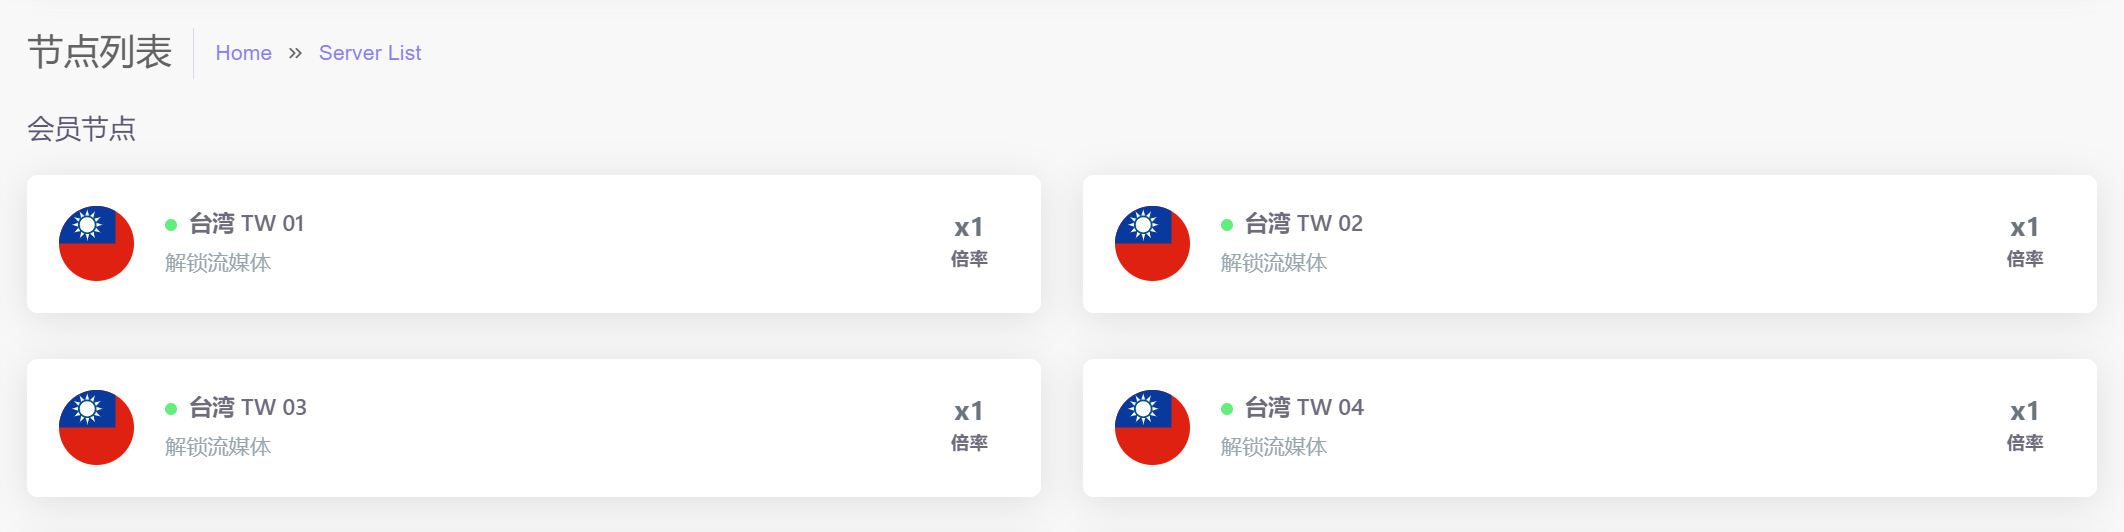 节点列表 Home » Server List
会员节点
台湾 TW 01
解锁流媒体
x1
倍率
台湾 TW 02
解锁流媒体
x1
倍率
台湾 TW 03
解锁流媒体
x1
倍率
台湾 TW 04
解锁流媒体
x1
倍率